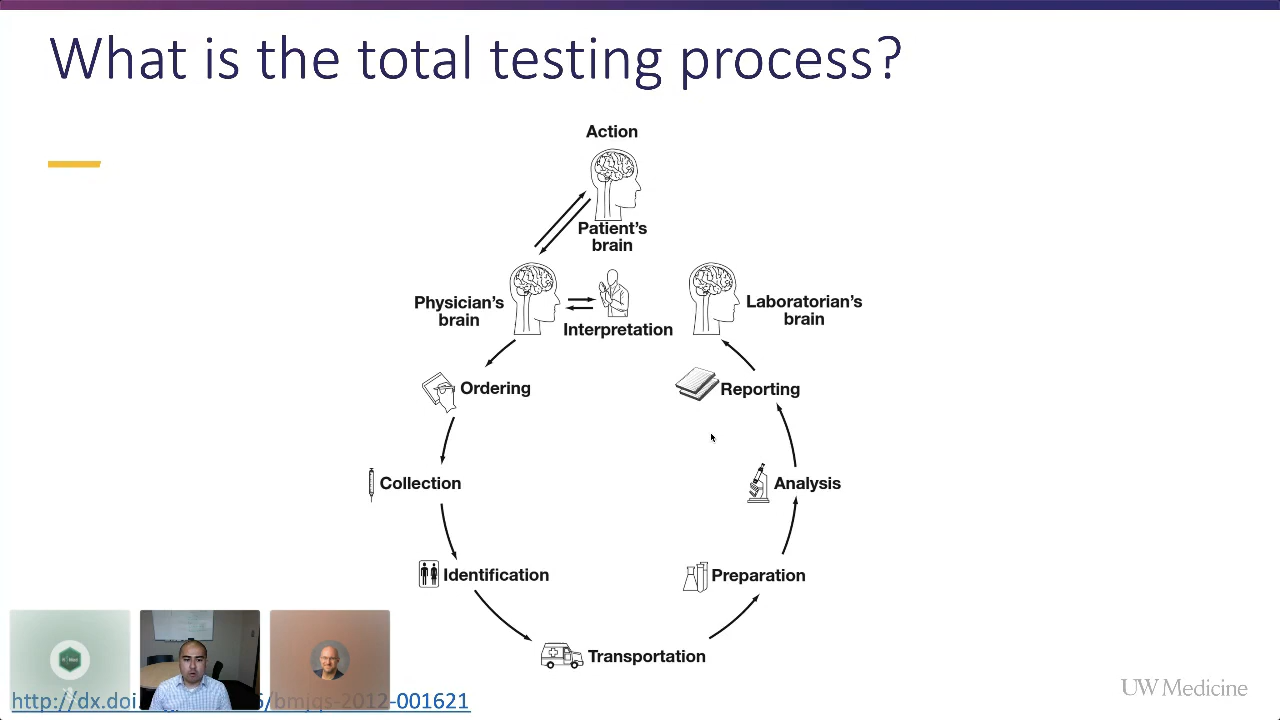 What is the total testing process?
Action
Patient's
brain
Physician's
brain
Interpretation
Laboratorian's
brain
Ordering
Reporting
Collection
Analysis
Identification
Preparation
Transportation
http://dx.doi. /bmjqs-2012-001621
UW Medicine